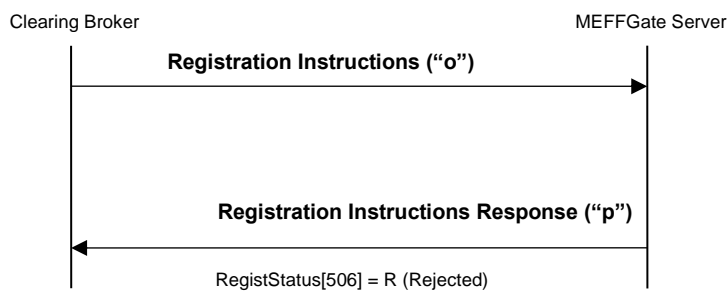 Clearing Broker
MEFFGate Server
Registration Instructions (“o”)
Registration Instructions Response (“p”)
RegistStatus[506] = R (Rejected)